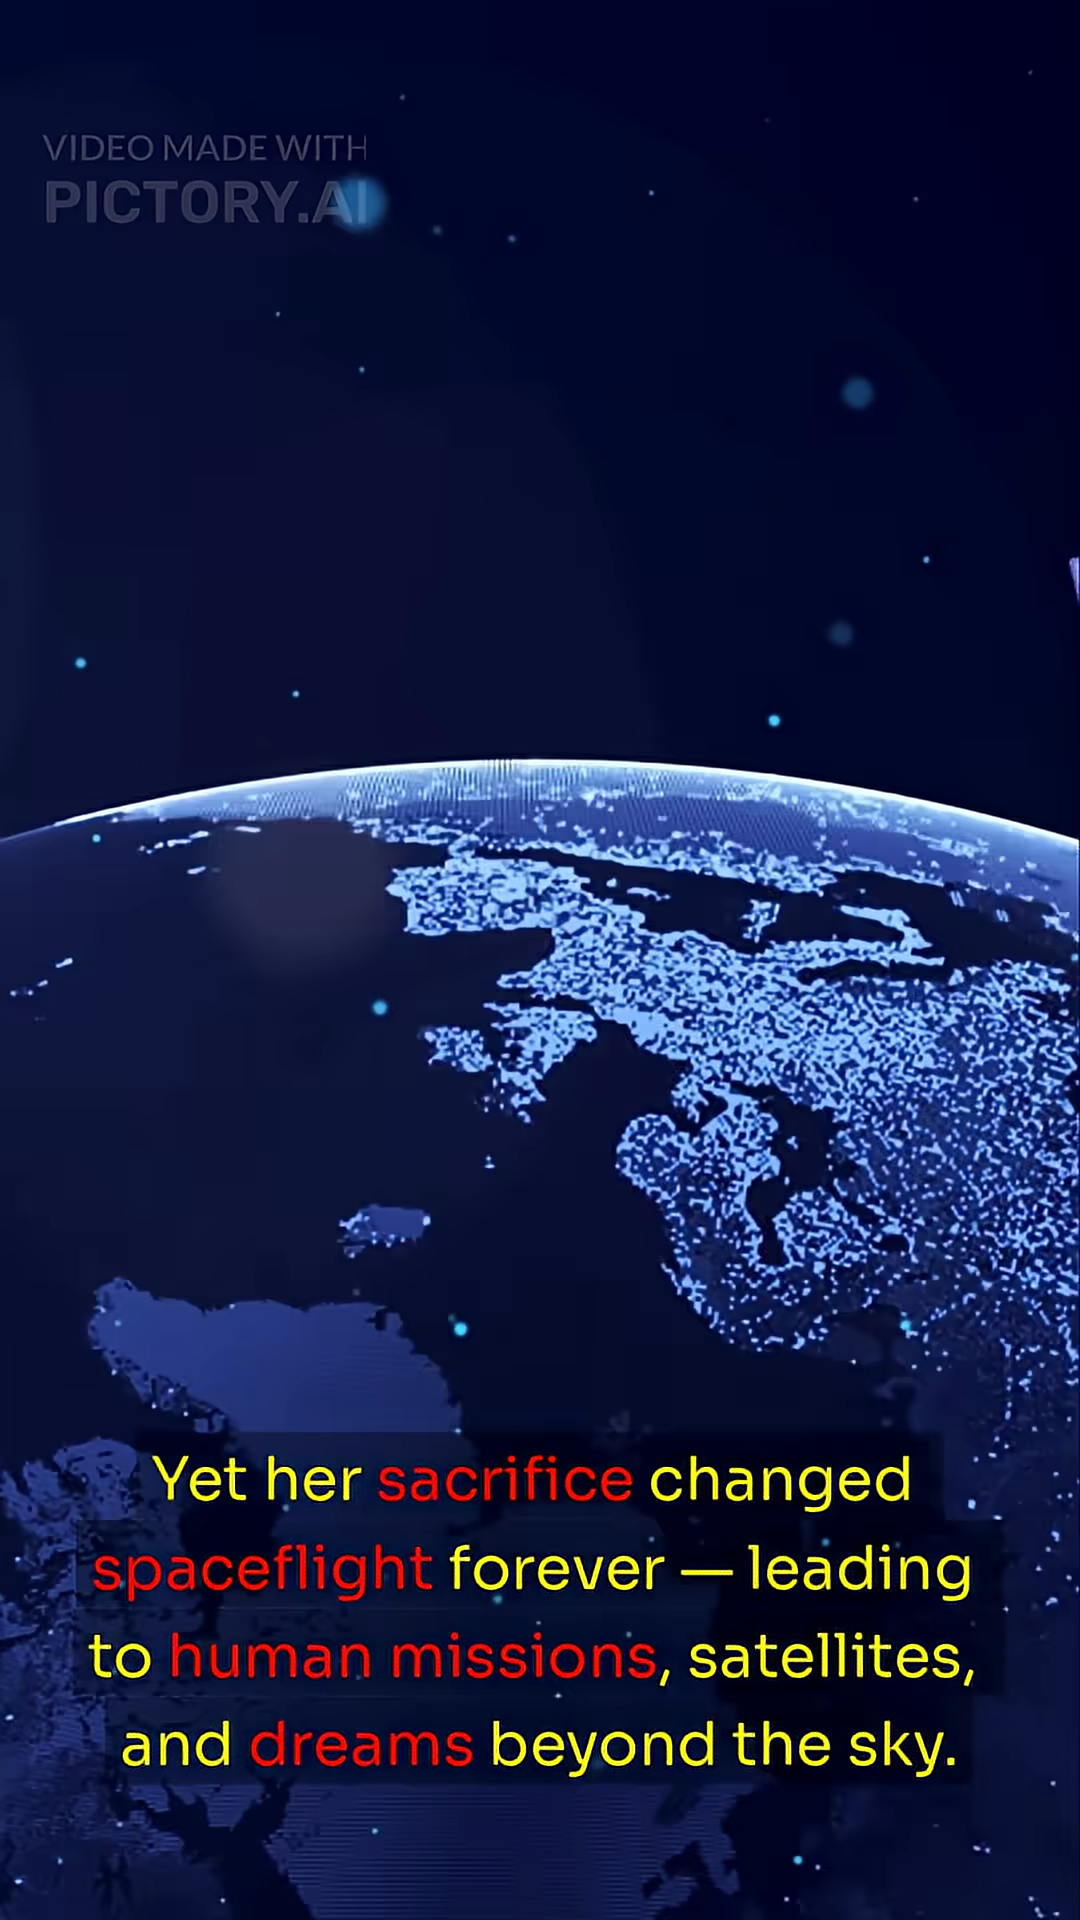 VIDEO MADE WITH
PICTORY.AI
Yet her sacrifice changed
spaceflight forever — leading
to human missions, satellites,
and dreams beyond the sky.